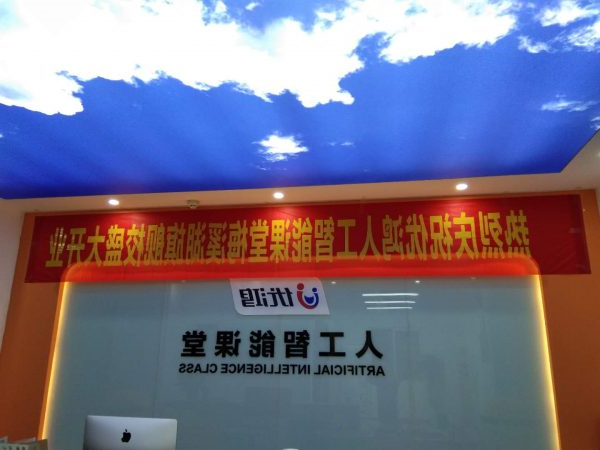 热烈庆祝优鸿人工智能课堂梅溪湖旗舰校盛大开业
优鸿
人工智能课堂
ARTIFICIAL INTELLIGENCE CLASS